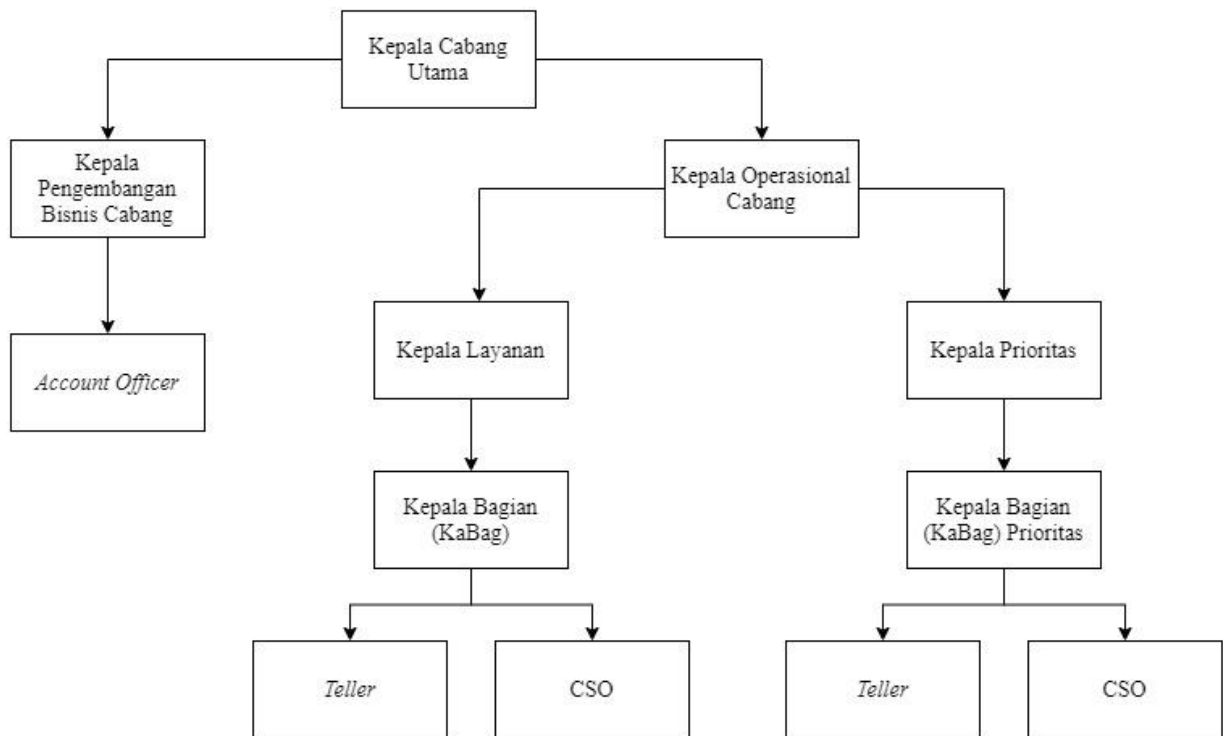 Kepala Cabang
Utama
Kepala
Pengembangan
Bisnis Cabang
Kepala Operasional
Cabang
Account Officer
Kepala Layanan
Kepala Prioritas
Kepala Bagian
(KaBag)
Kepala Bagian
(KaBag) Prioritas
Teller
CSO
Teller
CSO